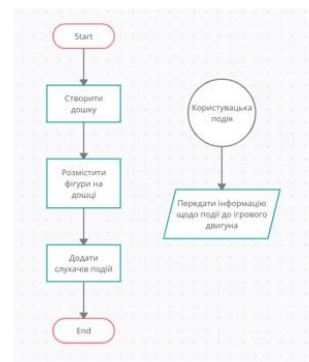 Start
Створити
дошку
Розмістити
фігури на
дошці
Додати
слухачів подій
End
Користувацька
подія
Передати інформацію
щодо події до ігрового
двигуна